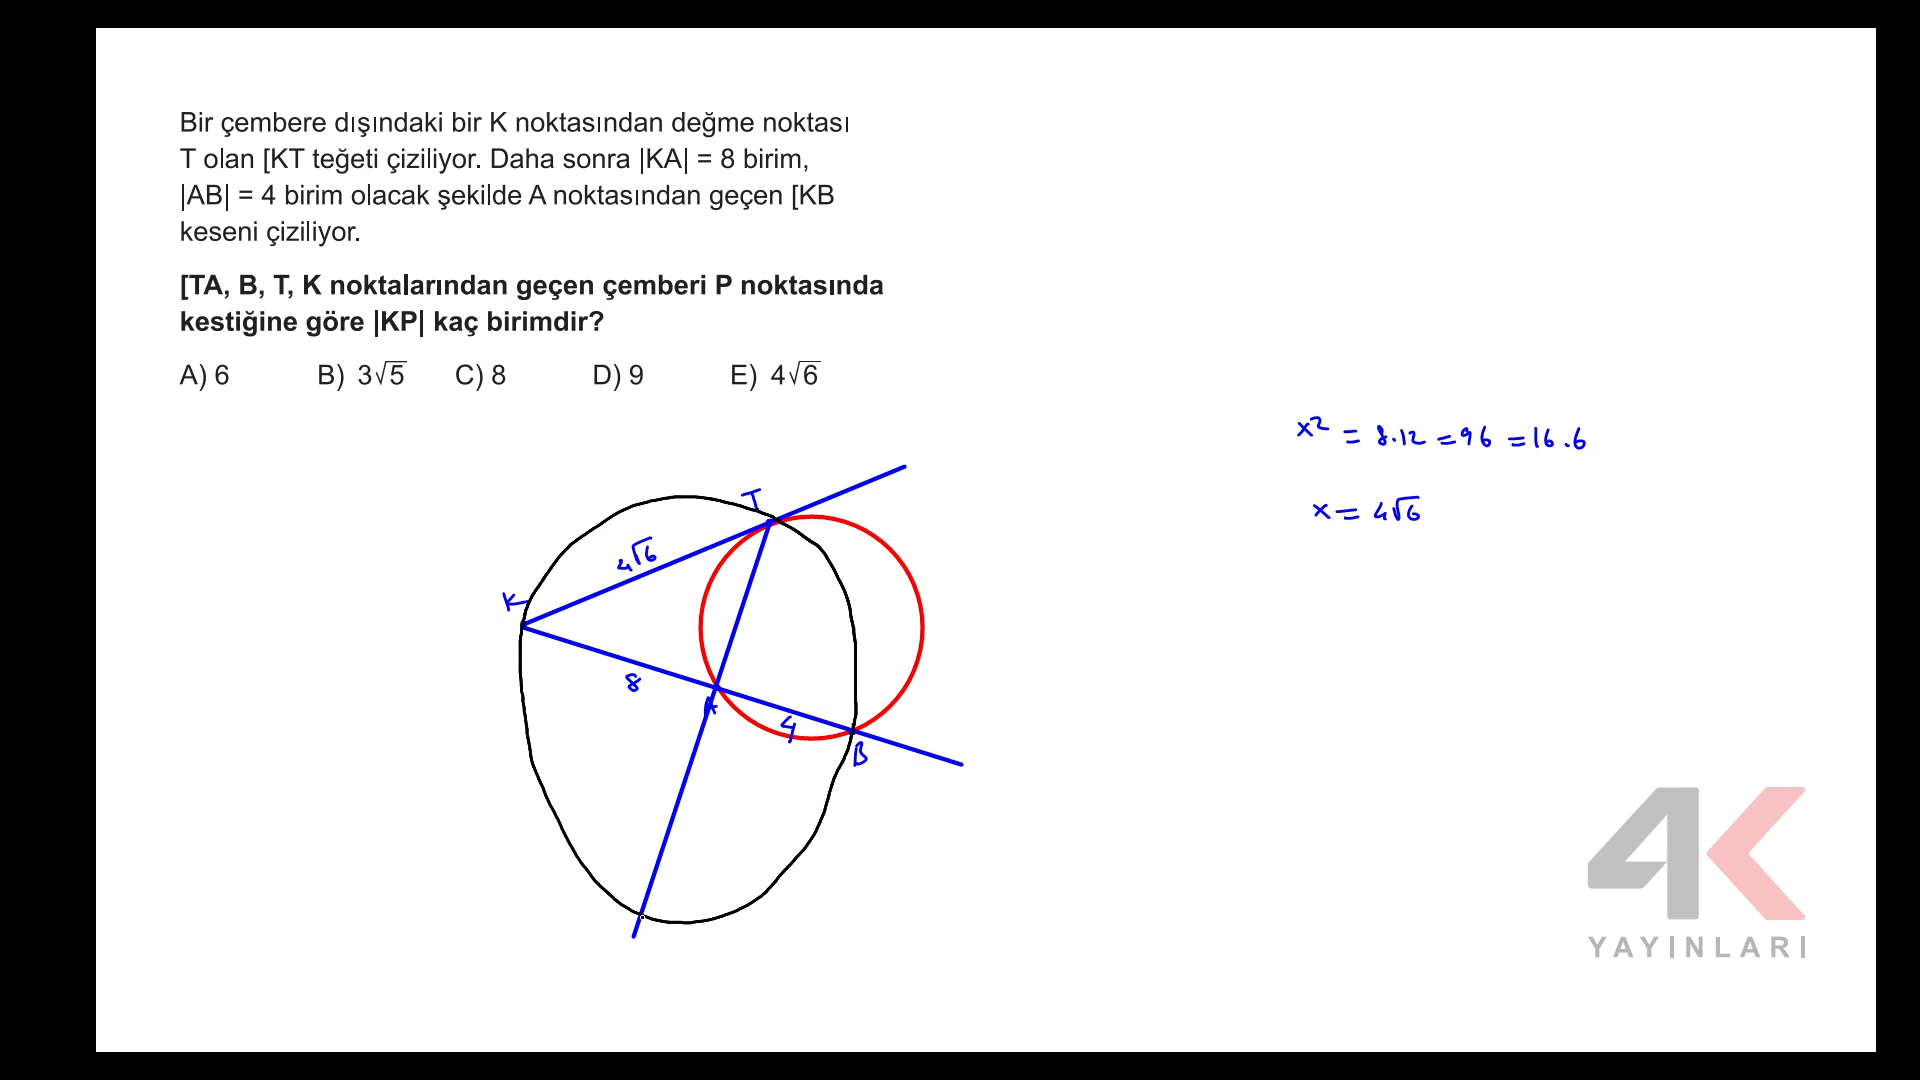 Bir çembere dışındaki bir K noktasından değme noktası
T olan [KT teğeti çiziliyor. Daha sonra |KA| = 8 birim,
|AB| = 4 birim olacak şekilde A noktasından geçen [KB
keseni çiziliyor.
[TA, B, T, K noktalarından geçen çemberi P noktasında
kestiğine göre |KP| kaç birimdir?
A) 6 B) 3√5 C) 8 D) 9 E) 4√6
x² = 8.12 = 96 = 16.6
x = 4√6
T
4√6
K
8
A
4
B
4K
YAYINLARI